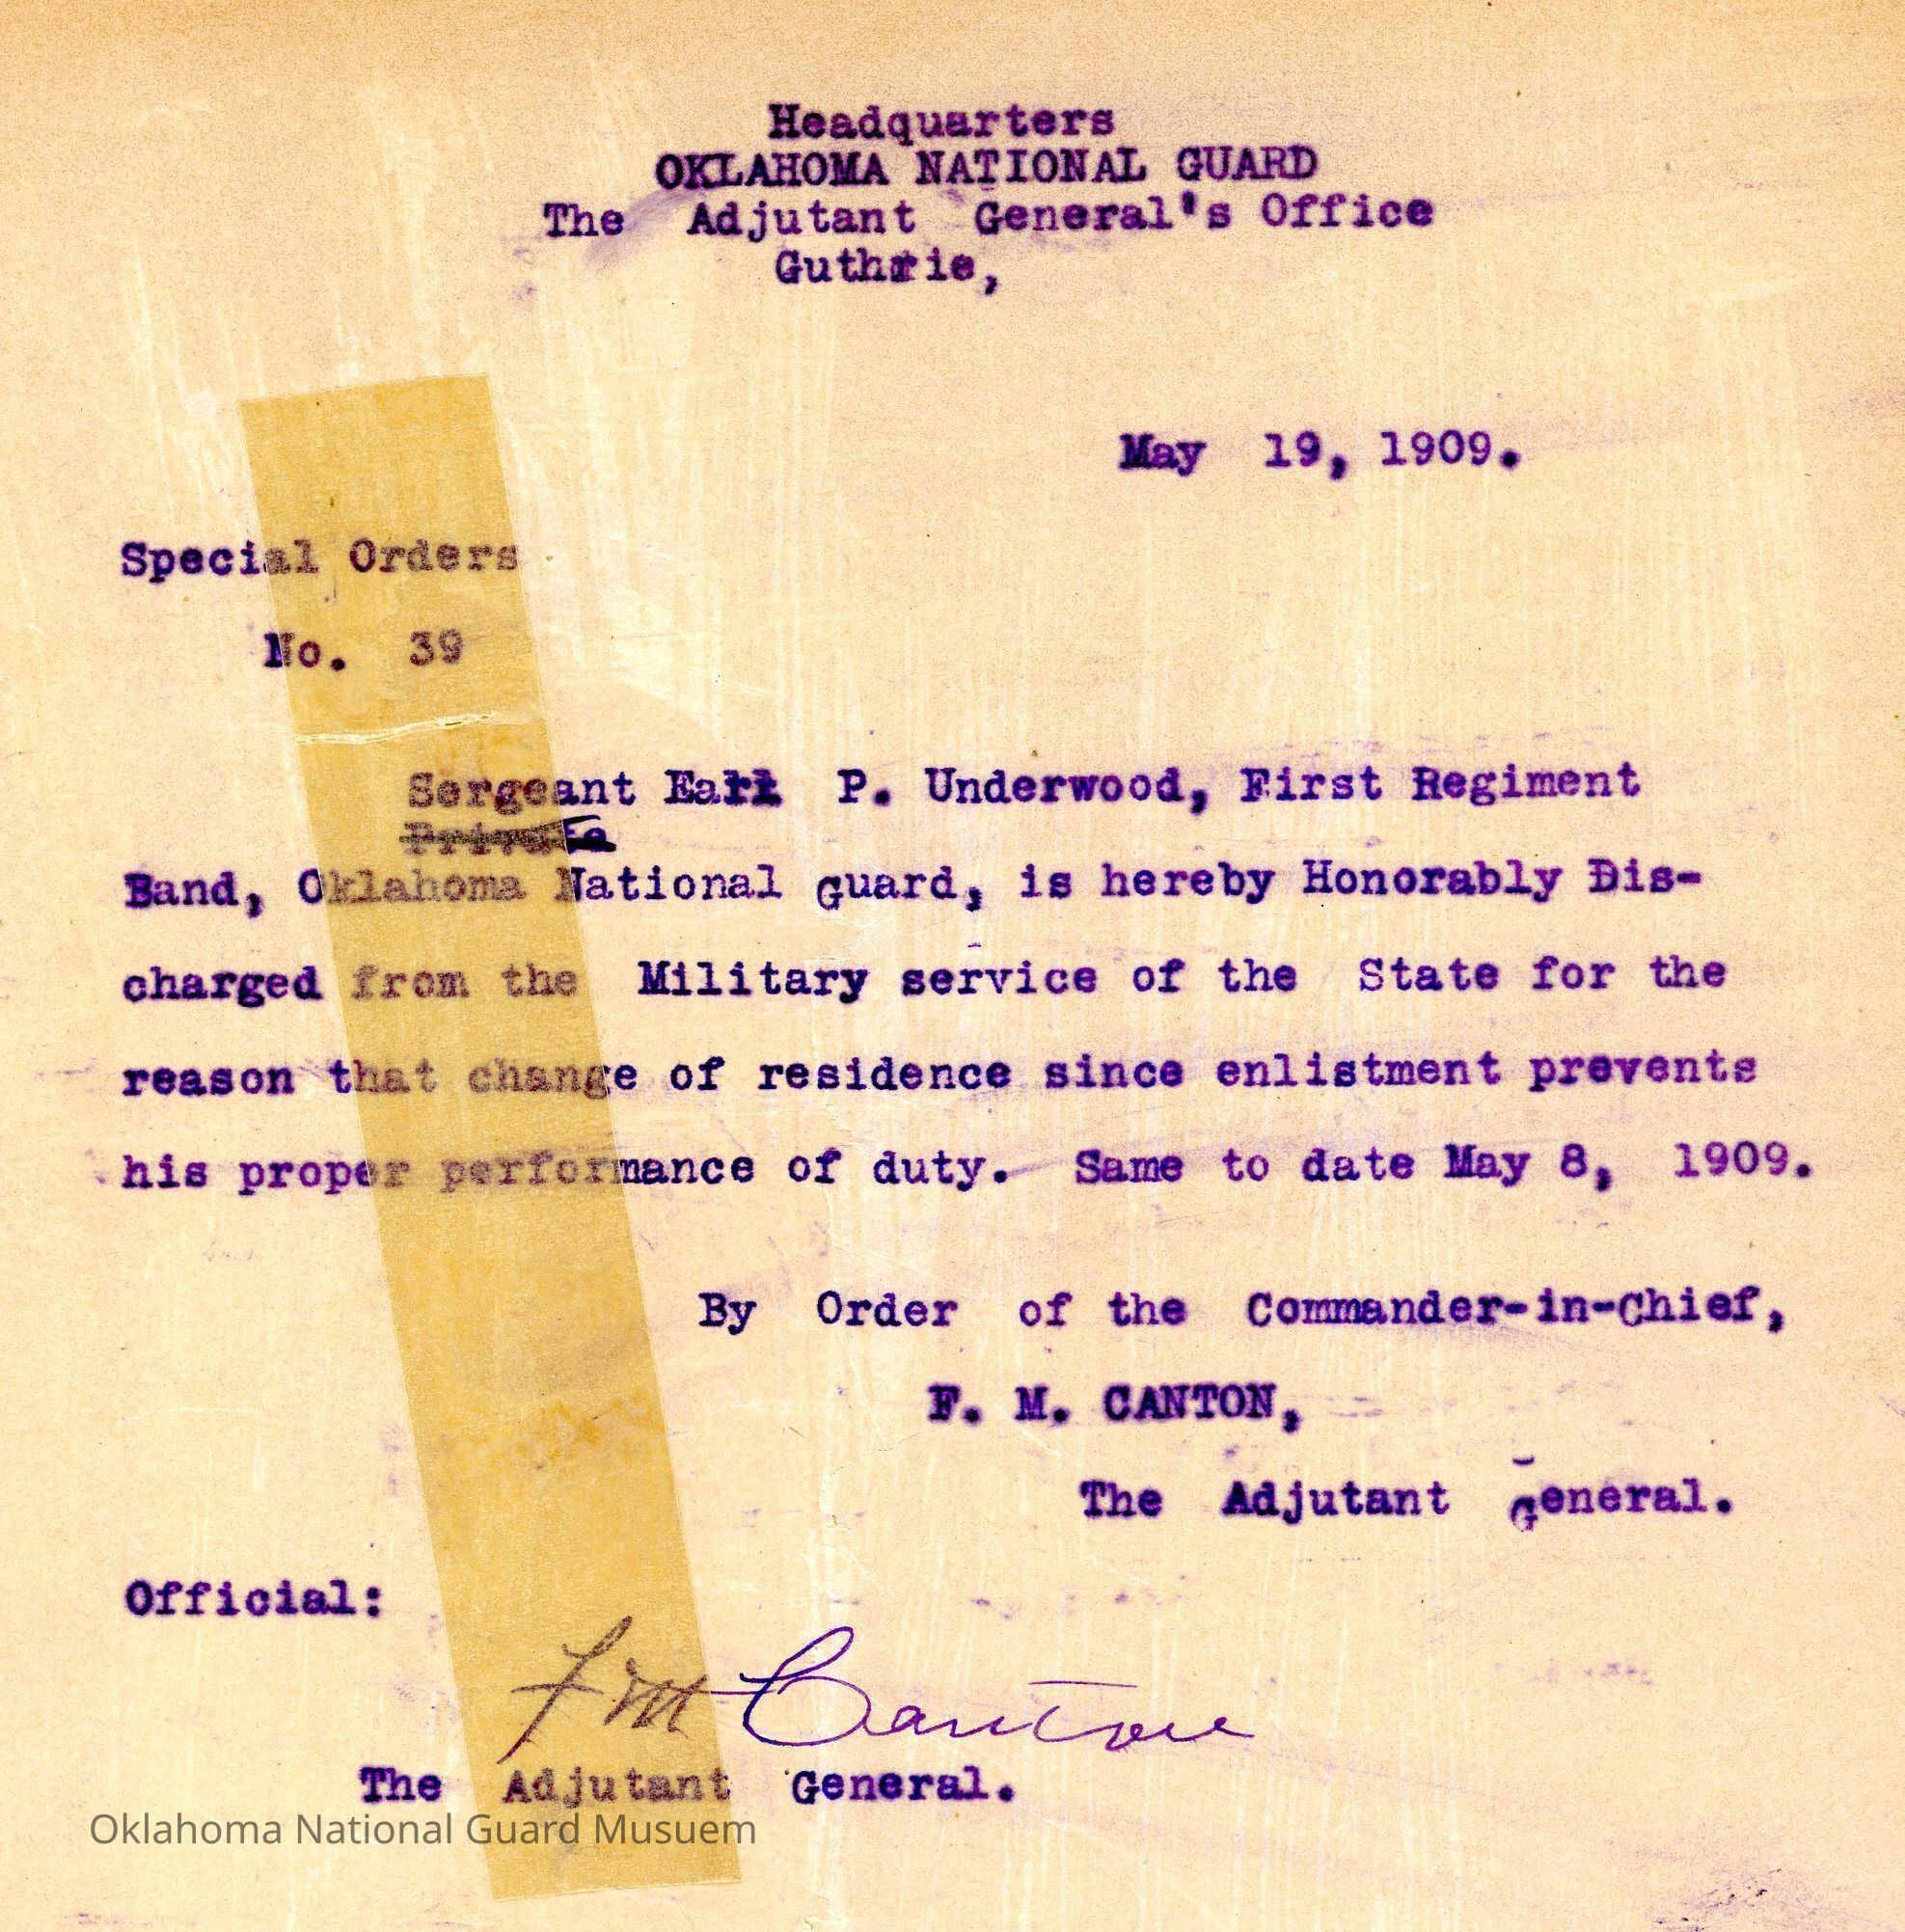 Headquarters
OKLAHOMA NATIONAL GUARD
The Adjutant General's Office
Guthrie,
May 19, 1909.
Special Orders
No. 39
Sergeant Earl P. Underwood, First Regiment
Private
Band, Oklahoma National Guard, is hereby Honorably Dis-
charged from the Military service of the State for the
reason that change of residence since enlistment prevents
his proper performance of duty. Same to date May 8, 1909.
By Order of the Commander-in-Chief,
F. M. CANTON,
The Adjutant General.
Official:
F M Canton
The Adjutant General.
Oklahoma National Guard Musuem